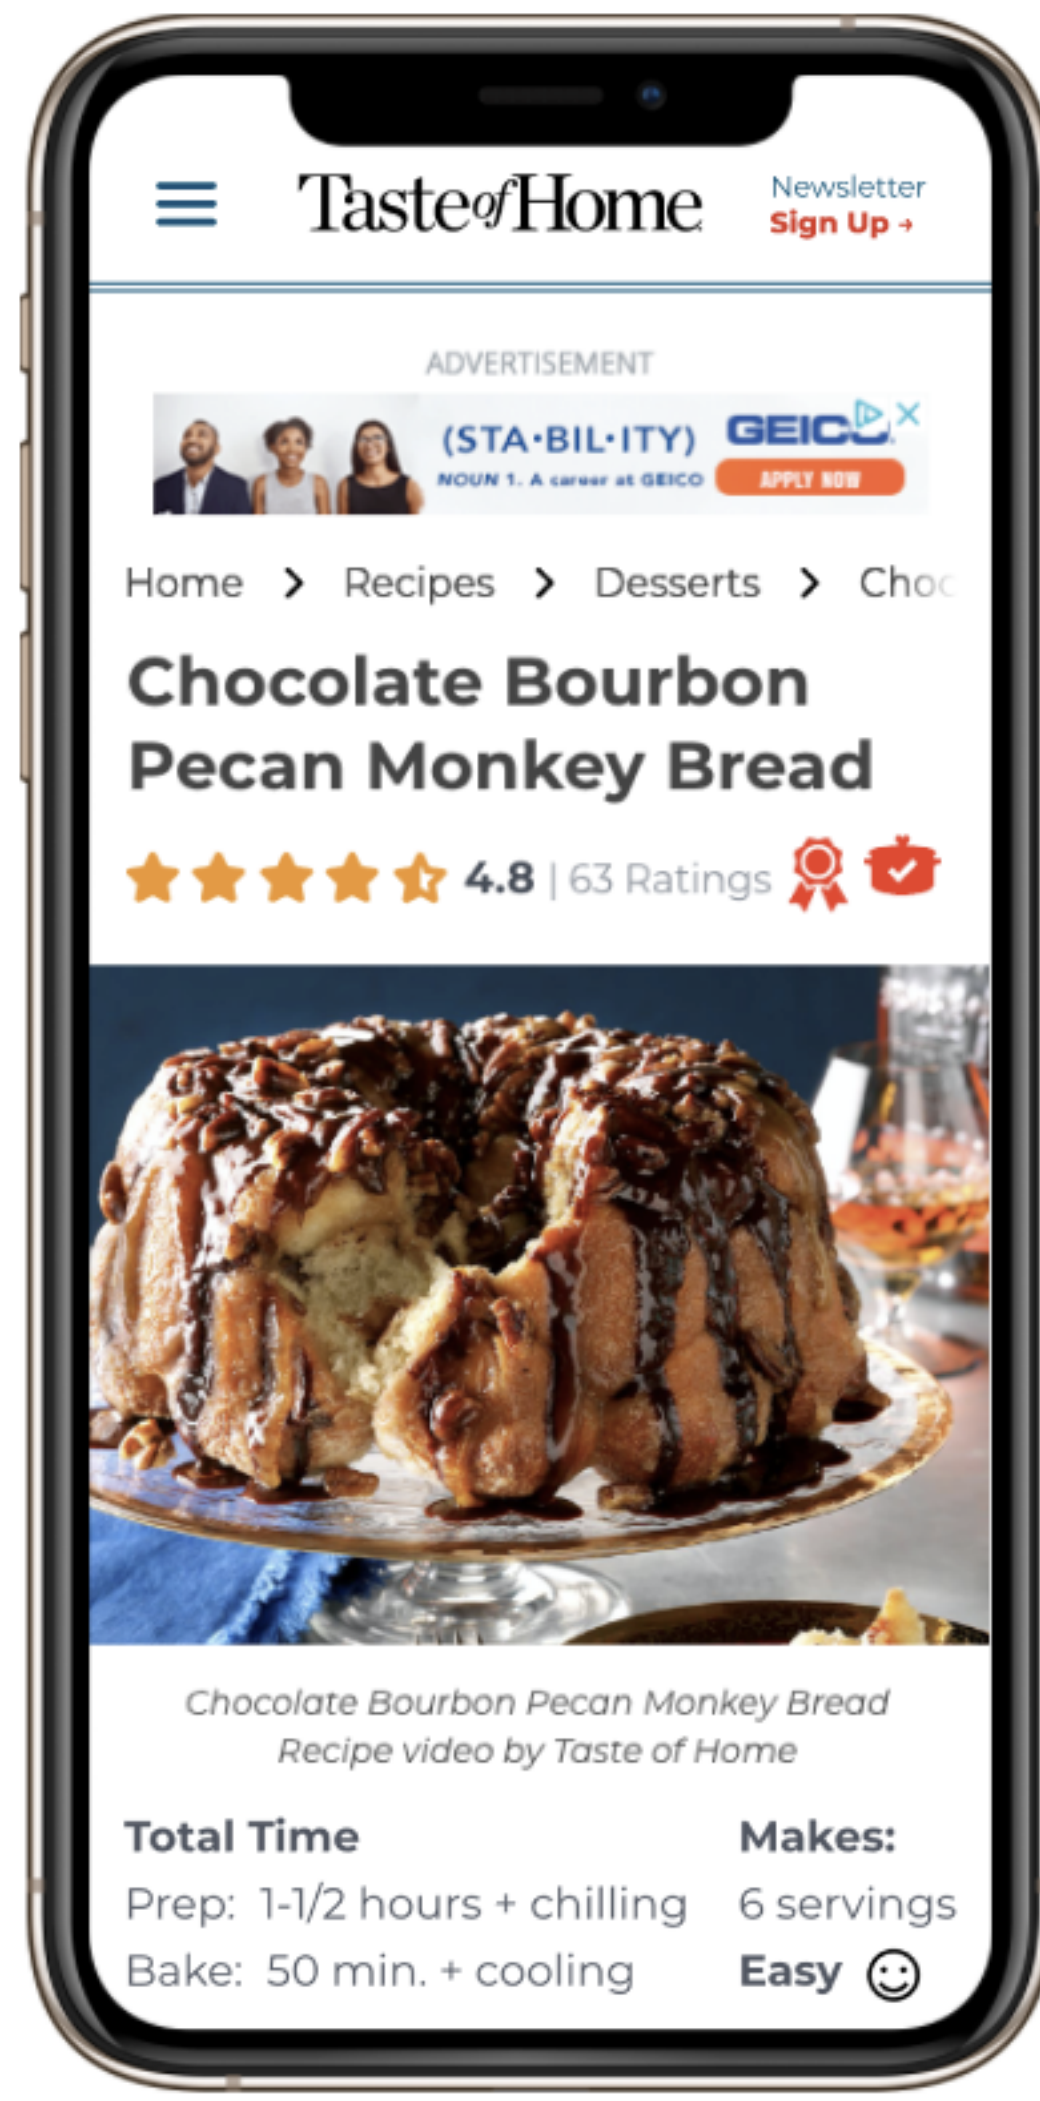 Taste of Home
Newsletter
Sign Up →
ADVERTISEMENT
(STA•BIL•ITY)
NOUN 1. A career at GEICO
GEICO
APPLY NOW
Home > Recipes > Desserts > Choc
Chocolate Bourbon
Pecan Monkey Bread
4.8 | 63 Ratings
Chocolate Bourbon Pecan Monkey Bread
Recipe video by Taste of Home
Total Time
Makes:
Prep: 1-1/2 hours + chilling
6 servings
Bake: 50 min. + cooling
Easy